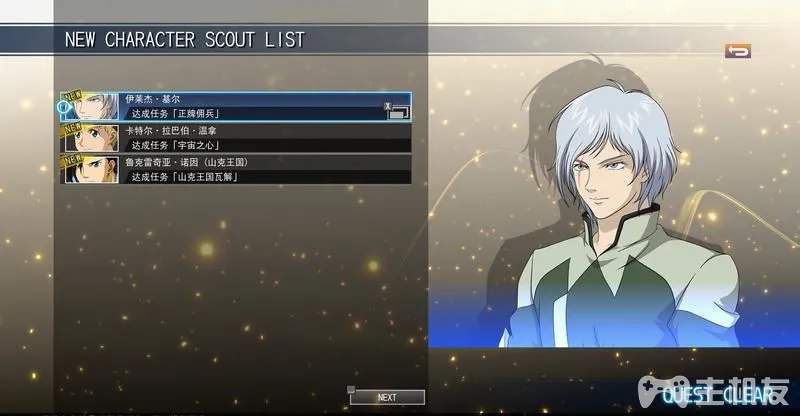 NEW CHARACTER SCOUT LIST
NEW
伊莱杰·基尔
达成任务「正牌佣兵」
X
NEW
卡特尔·拉巴伯·温拿
达成任务「宇宙之心」
NEW
鲁克雷奇亚·诺因（山克王国）
达成任务「山克王国瓦解」
NEXT
QUEST CLEAR
主机友